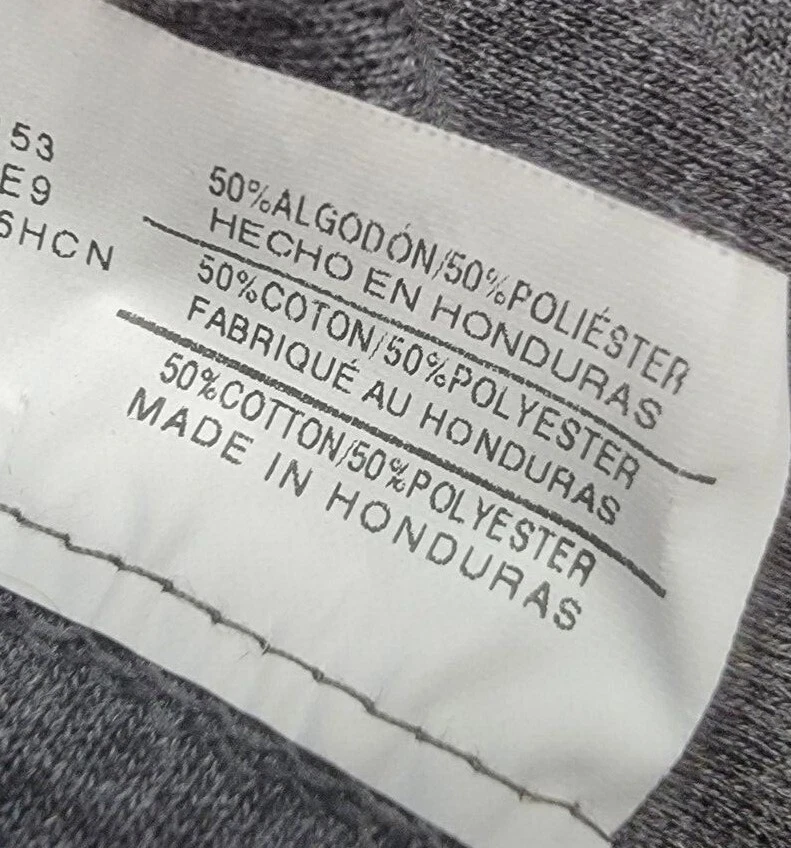 53
E9
6HCN
50%ALGODÓN/50%POLIÉSTER
HECHO EN HONDURAS
50%COTON/50%POLYESTER
FABRIQUÉ AU HONDURAS
50%COTTON/50%POLYESTER
MADE IN HONDURAS